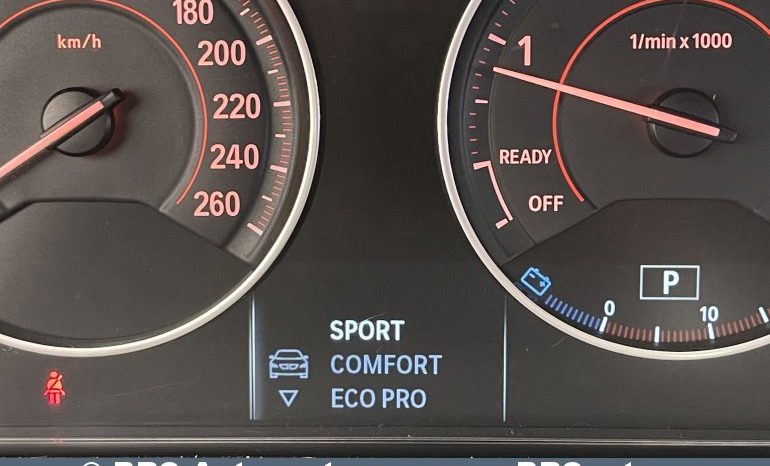 180
km/h
200
220
240
260
1
1/min x 1000
READY
OFF
P
0
10
SPORT
COMFORT
ECO PRO